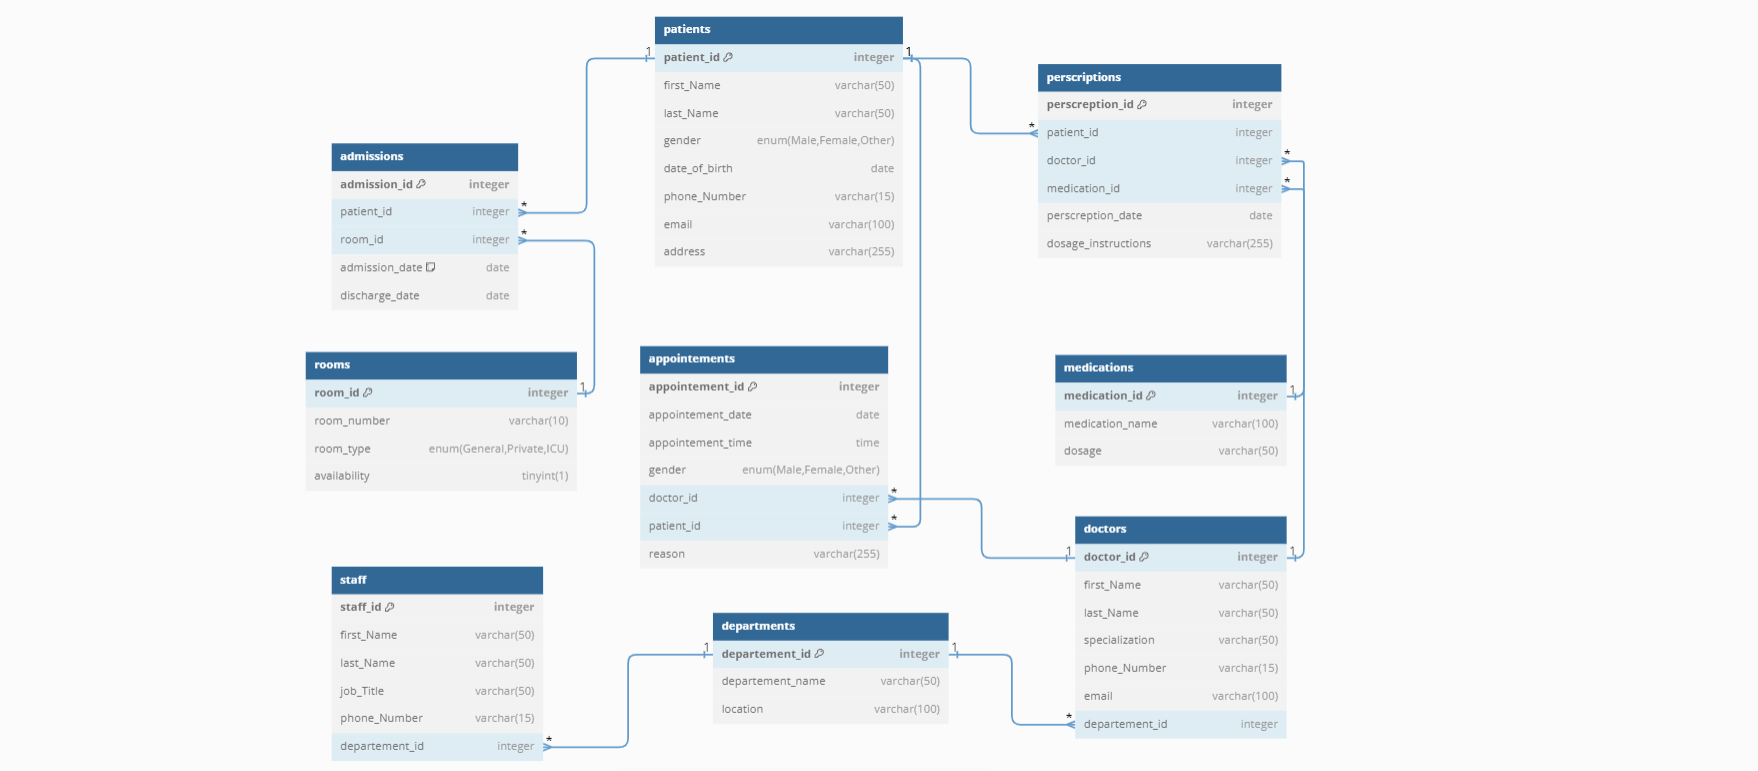 patients
patient_id integer
first_Name varchar(50)
last_Name varchar(50)
gender enum(Male,Female,Other)
date_of_birth date
phone_Number varchar(15)
email varchar(100)
address varchar(255)
1
1
perscriptions
perscreption_id integer
* patient_id integer
doctor_id integer *
medication_id integer *
perscreption_date date
dosage_instructions varchar(255)
admissions
admission_id integer
patient_id integer *
room_id integer *
admission_date date
discharge_date date
rooms
room_id integer 1
room_number varchar(10)
room_type enum(General,Private,ICU)
availability tinyint(1)
appointements
appointement_id integer
appointement_date date
appointement_time time
gender enum(Male,Female,Other)
doctor_id integer *
patient_id integer *
reason varchar(255)
medications
medication_id integer 1
medication_name varchar(100)
dosage varchar(50)
doctors
1 doctor_id integer 1
first_Name varchar(50)
last_Name varchar(50)
specialization varchar(50)
phone_Number varchar(15)
email varchar(100)
* departement_id integer
staff
staff_id integer
first_Name varchar(50)
last_Name varchar(50)
job_Title varchar(50)
phone_Number varchar(15)
departement_id integer *
departments
1 departement_id integer 1
departement_name varchar(50)
location varchar(100)